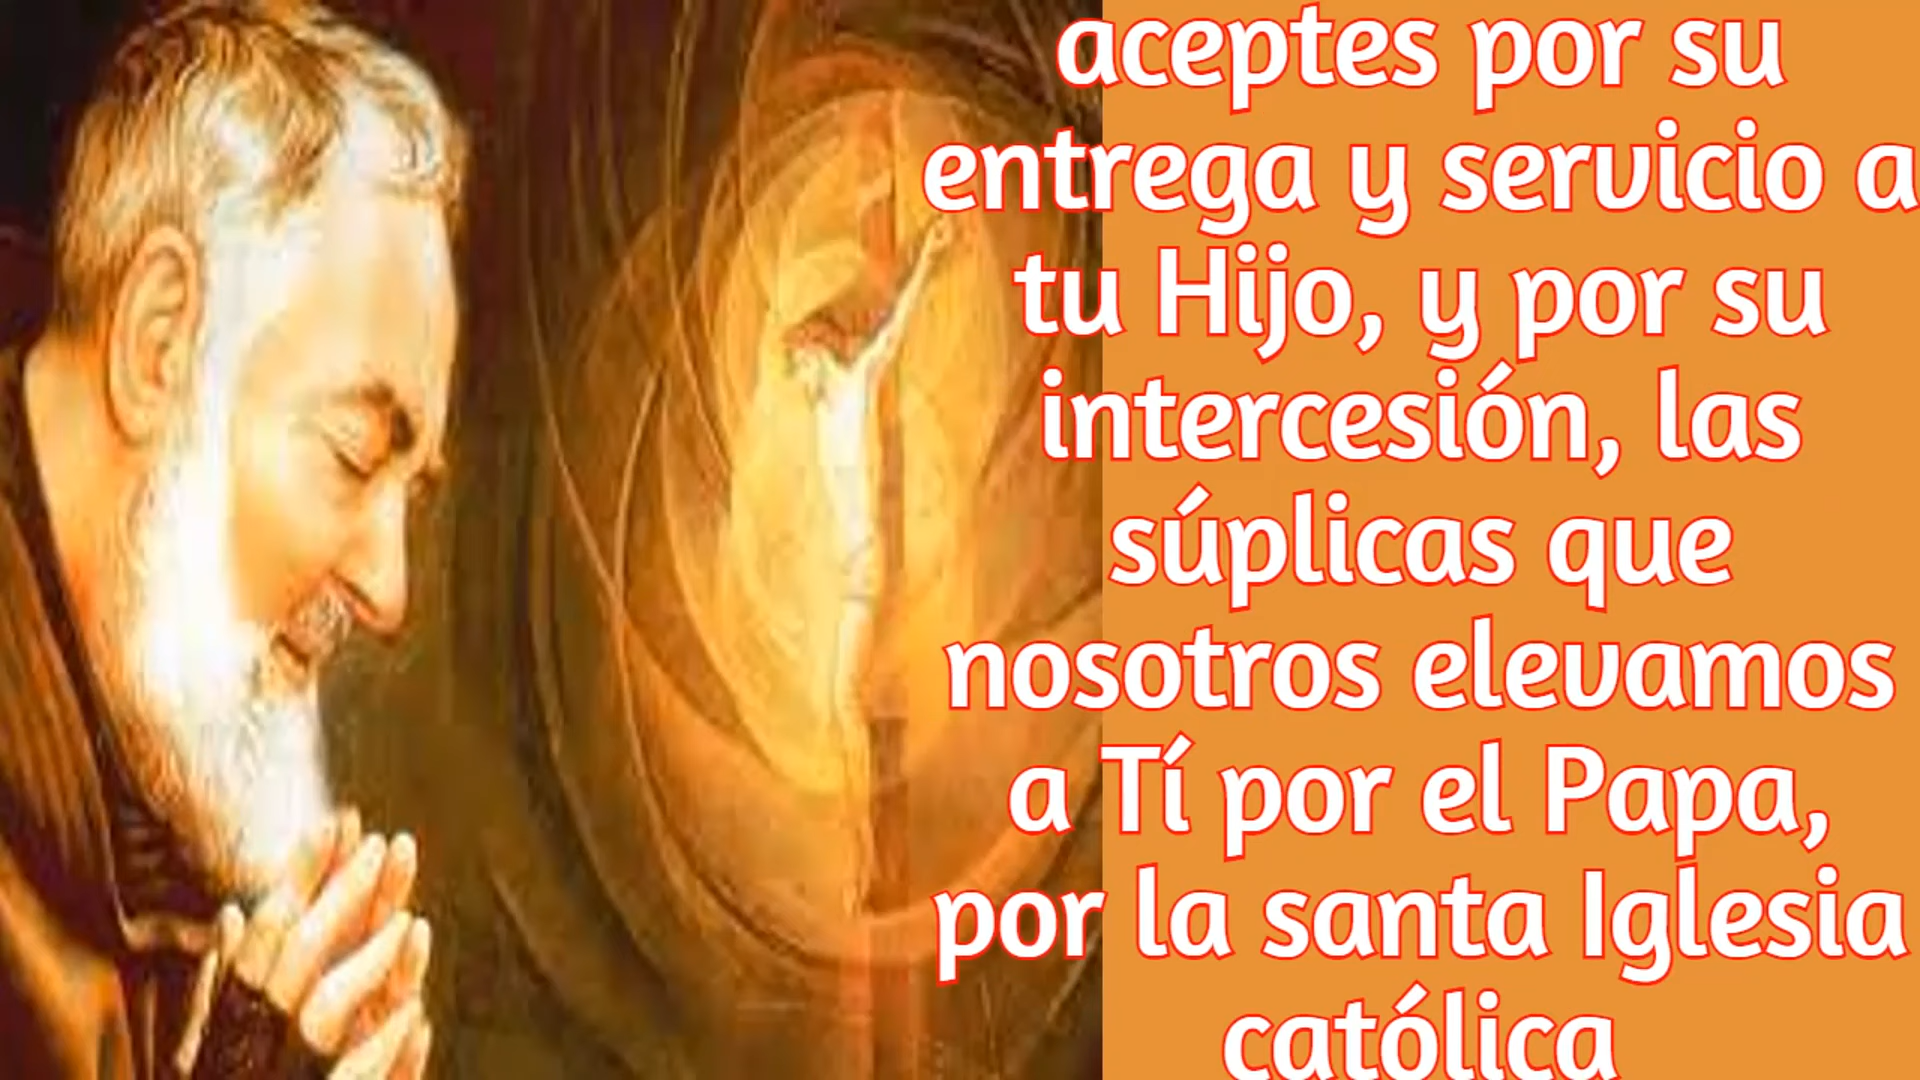 aceptes por su
entrega y servicio a
tu Hijo, y por su
intercesión, las
súplicas que
nosotros elevamos
a Tí por el Papa,
por la santa Iglesia
católica